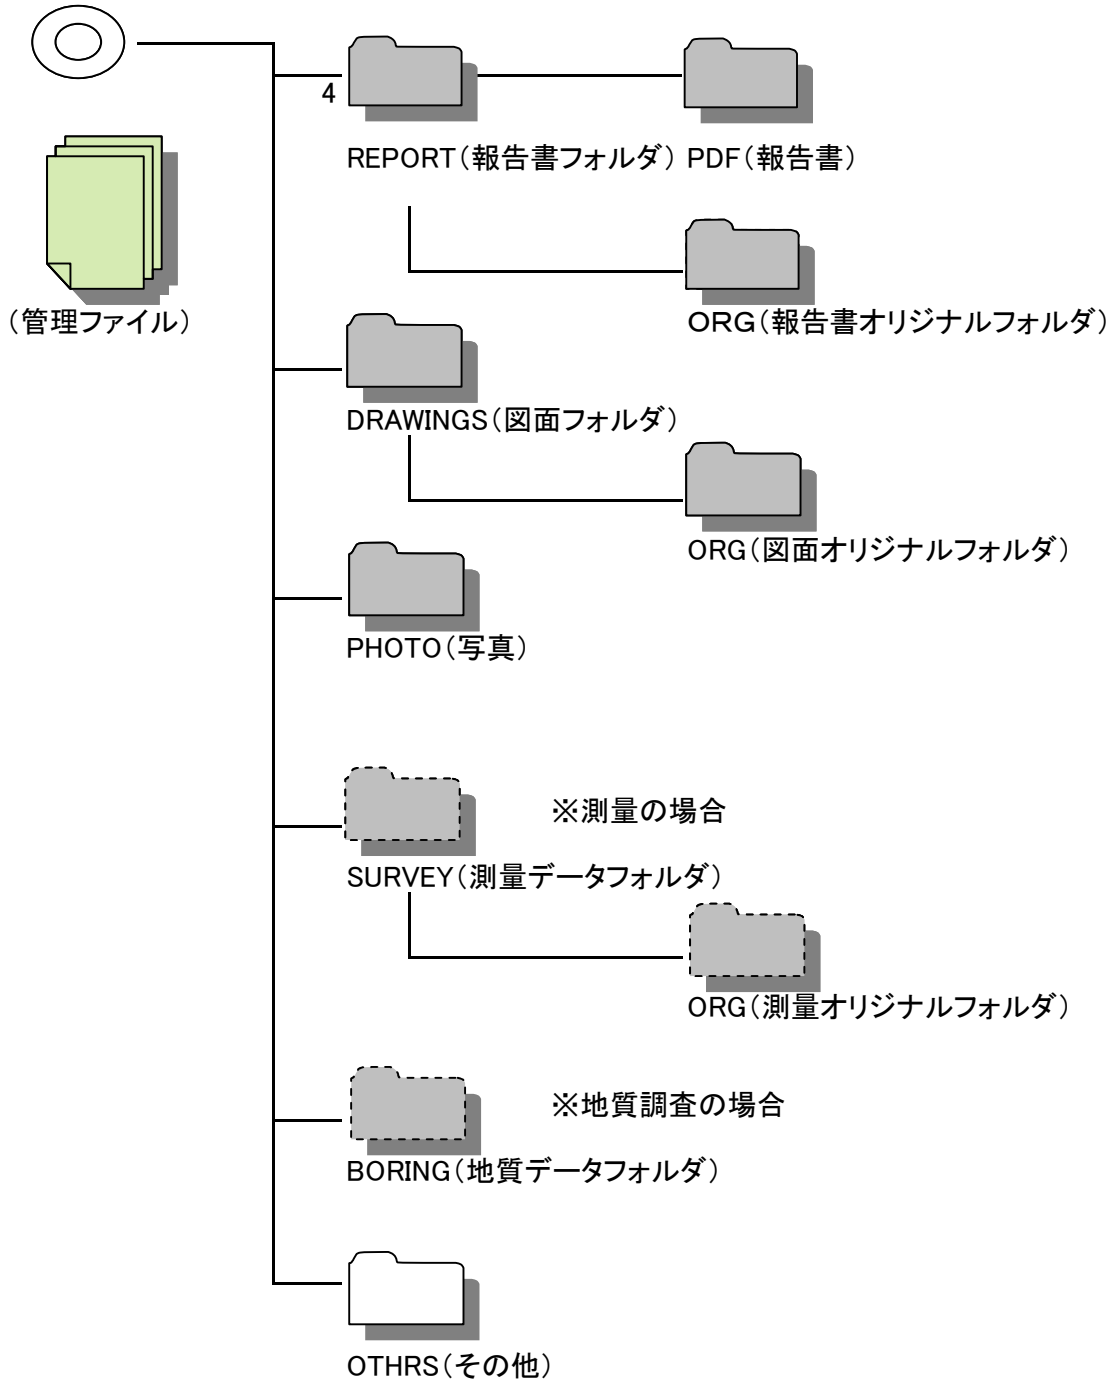 4
REPORT（報告書フォルダ） PDF（報告書）
（管理ファイル）
ORG（報告書オリジナルフォルダ）
DRAWINGS（図面フォルダ）
ORG（図面オリジナルフォルダ）
PHOTO（写真）
※測量の場合
SURVEY（測量データフォルダ）
ORG（測量オリジナルフォルダ）
※地質調査の場合
BORING（地質データフォルダ）
OTHRS（その他）